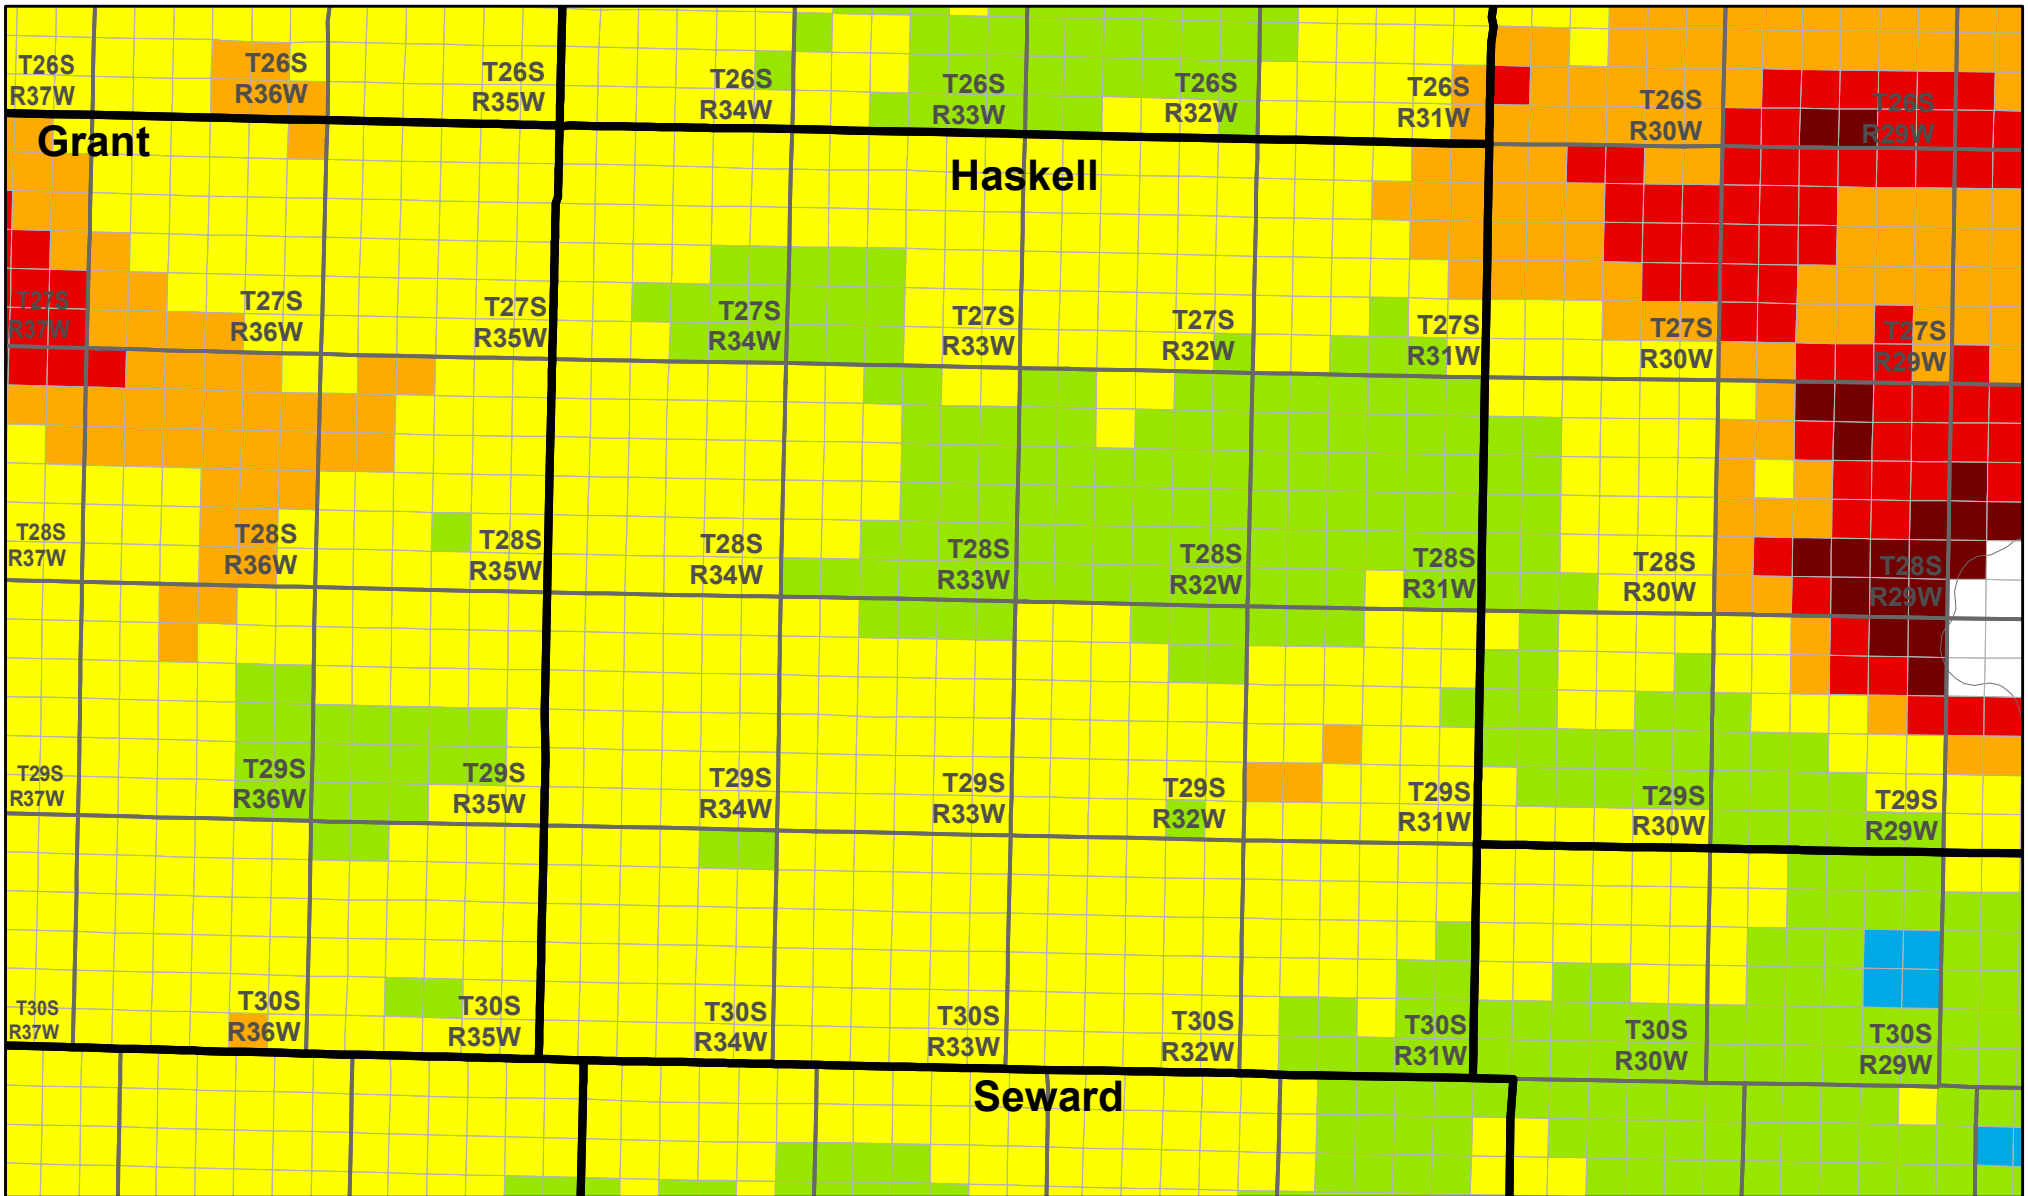 T26S
R37W
T26S
R36W
T26S
R35W
T26S
R34W
T26S
R33W
T26S
R32W
T26S
R31W
T26S
R30W
T26S
R29W
Grant
Haskell
T27S
R37W
T27S
R36W
T27S
R35W
T27S
R34W
T27S
R33W
T27S
R32W
T27S
R31W
T27S
R30W
T27S
R29W
T28S
R37W
T28S
R36W
T28S
R35W
T28S
R34W
T28S
R33W
T28S
R32W
T28S
R31W
T28S
R30W
T28S
R29W
T29S
R37W
T29S
R36W
T29S
R35W
T29S
R34W
T29S
R33W
T29S
R32W
T29S
R31W
T29S
R30W
T29S
R29W
T30S
R37W
T30S
R36W
T30S
R35W
T30S
R34W
T30S
R33W
T30S
R32W
T30S
R31W
T30S
R30W
T30S
R29W
Seward